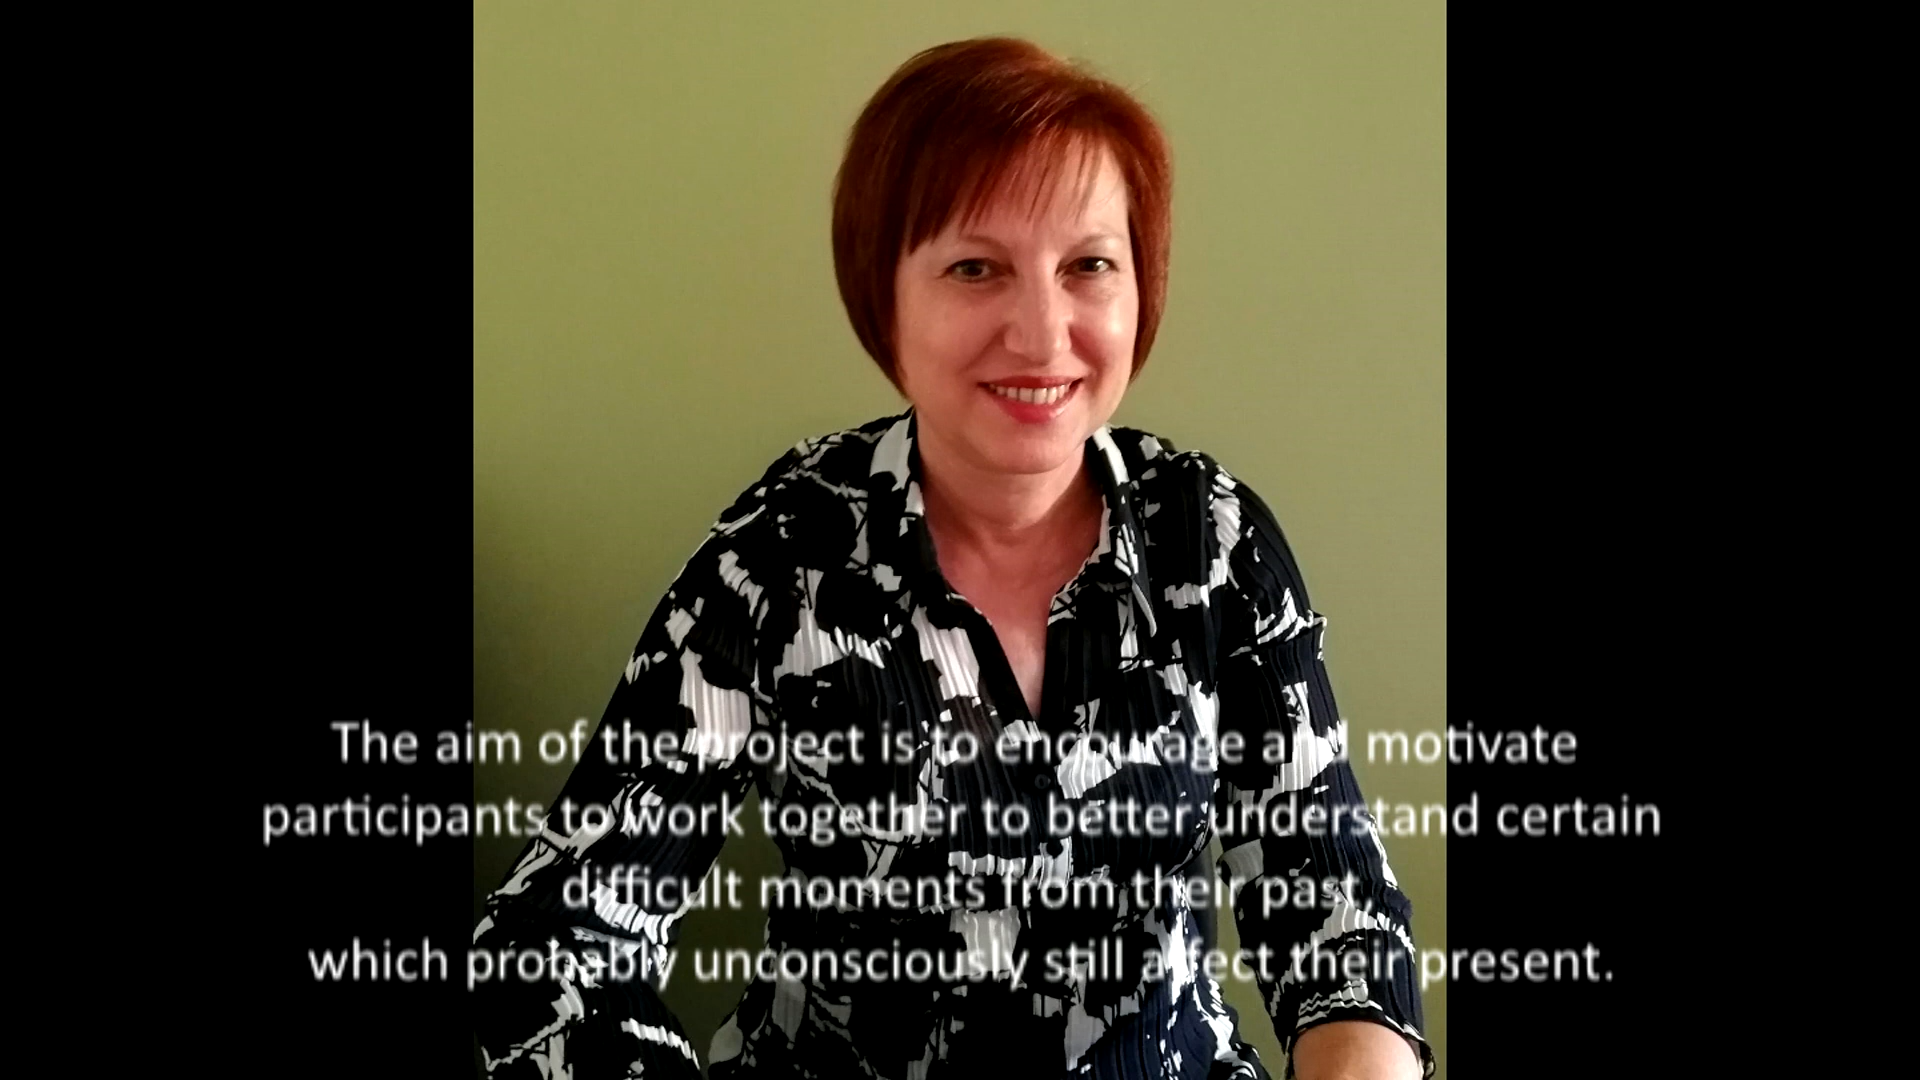 The aim of the project is to encourage and motivate
participants to work together to better understand certain
difficult moments from their past,
which probably unconsciously still affect their present.